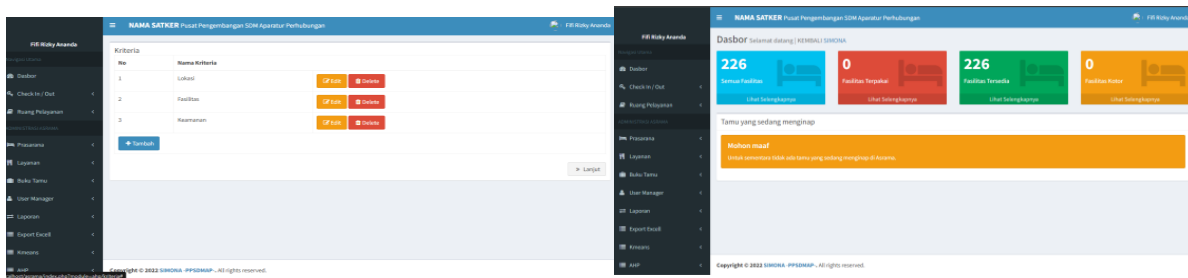 NAMA SATKER Pusat Pengembangan SDM Aparatur Perhubungan
Fifi Rizky Ananda
Fifi Rizky Ananda
Dasbor
Check In / Out
Ruang Pelayanan
Prasarana
Layanan
Buku Tamu
User Manager
Laporan
Export Excell
Kmeans
AHP
Kriteria
No Nama Kriteria
1 Lokasi Edit Delete
2 Fasilitas Edit Delete
3 Keamanan Edit Delete
Tambah
> Lanjut
Copyright © 2022 SIMONA -PPSDMAP-. All rights reserved.
NAMA SATKER Pusat Pengembangan SDM Aparatur Perhubungan
Fifi Rizky Ananda
Fifi Rizky Ananda
Dasbor
Check In / Out
Ruang Pelayanan
Prasarana
Layanan
Buku Tamu
User Manager
Laporan
Export Excell
Kmeans
AHP
Dasbor Selamat datang | KEMBALI SIMONA
226
Semua Fasilitas
Lihat Selengkapnya
0
Fasilitas Terpakai
Lihat Selengkapnya
226
Fasilitas Tersedia
Lihat Selengkapnya
0
Fasilitas Kotor
Lihat Selengkapnya
Tamu yang sedang menginap
Mohon maaf
Untuk sementara tidak ada tamu yang sedang menginap di Asrama.
Copyright © 2022 SIMONA -PPSDMAP-. All rights reserved.